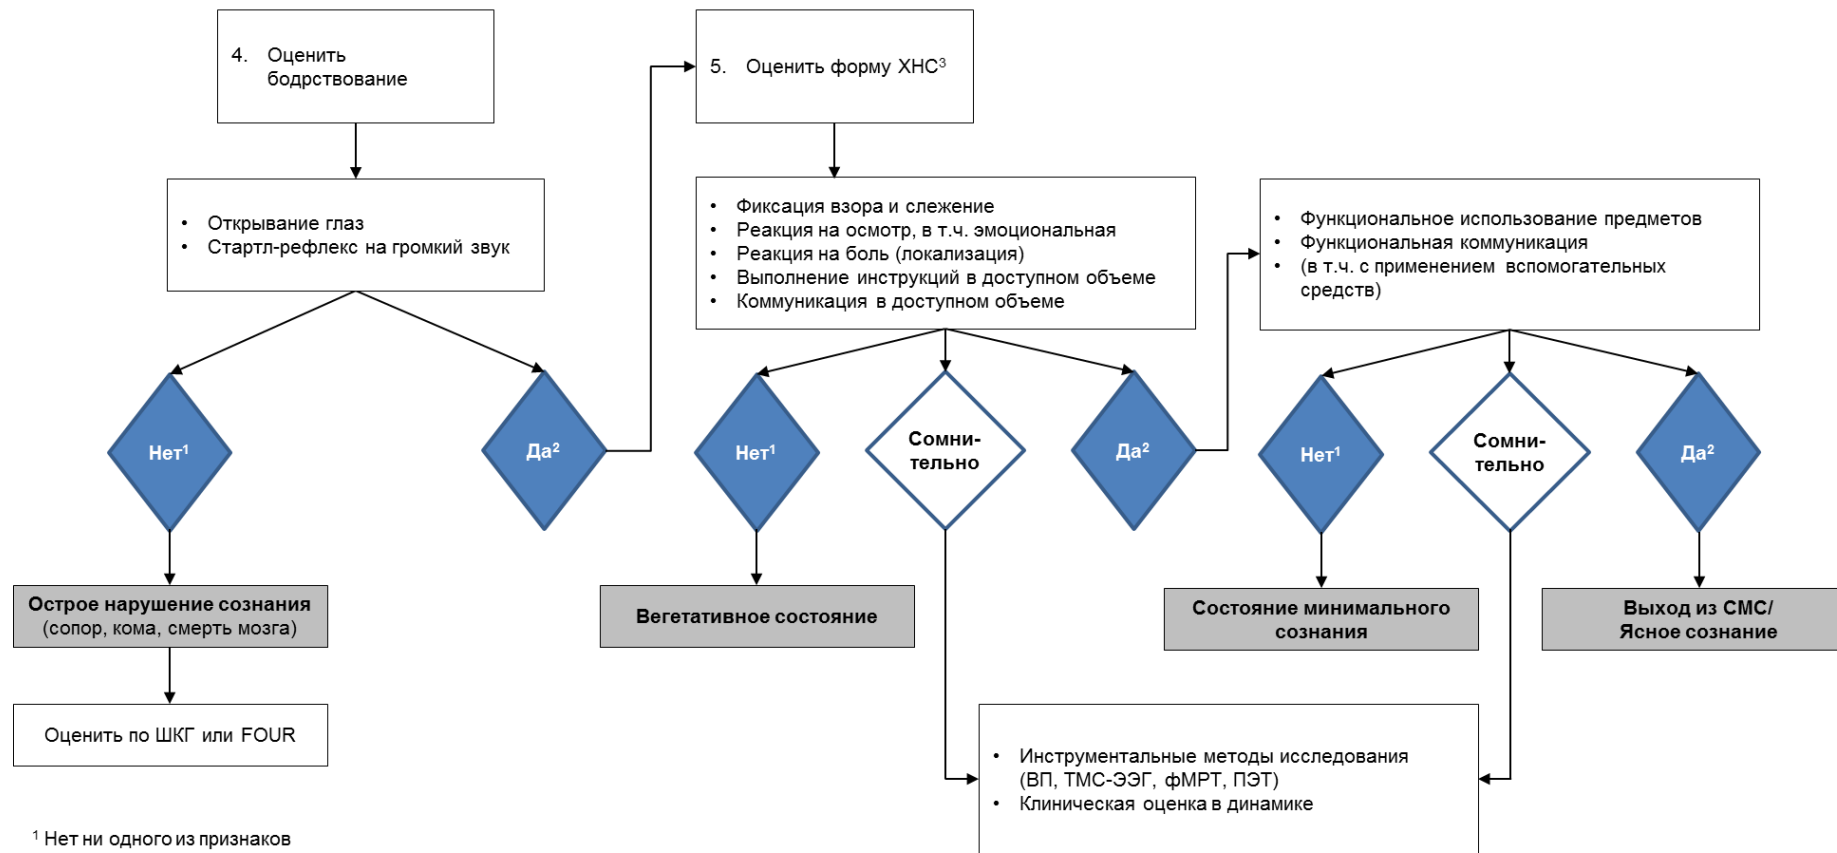 4. Оценить
бодрствование
5. Оценить форму ХНС³
• Открывание глаз
• Стартл-рефлекс на громкий звук
• Фиксация взора и слежение
• Реакция на осмотр, в т.ч. эмоциональная
• Реакция на боль (локализация)
• Выполнение инструкций в доступном объеме
• Коммуникация в доступном объеме
• Функциональное использование предметов
• Функциональная коммуникация
• (в т.ч. с применением вспомогательных
средств)
Нет¹
Да²
Нет¹
Сомни-
тельно
Да²
Нет¹
Сомни-
тельно
Да²
Острое нарушение сознания
(сопор, кома, смерть мозга)
Вегетативное состояние
Состояние минимального
сознания
Выход из СМС/
Ясное сознание
Оценить по ШКГ или FOUR
• Инструментальные методы исследования
(ВП, ТМС-ЭЭГ, фМРТ, ПЭТ)
• Клиническая оценка в динамике
¹ Нет ни одного из признаков